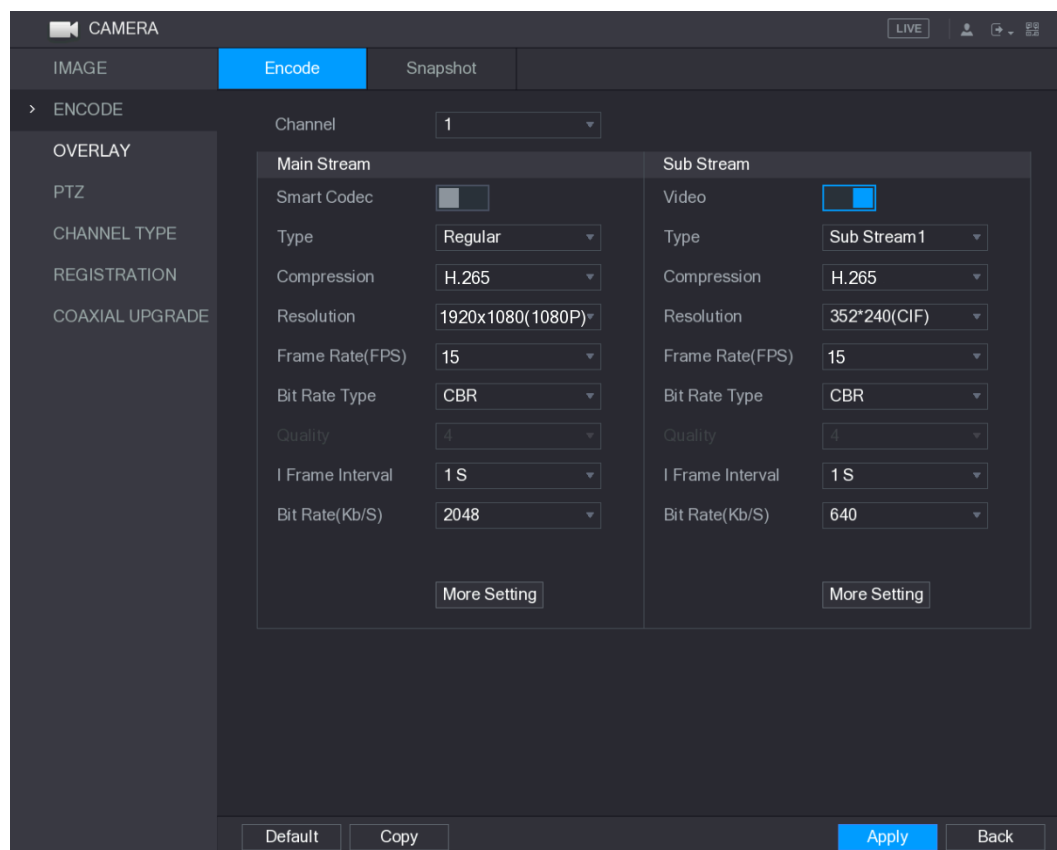 CAMERA LIVE
IMAGE Encode Snapshot
> ENCODE
Channel 1
OVERLAY
Main Stream Sub Stream
PTZ
Smart Codec Video
CHANNEL TYPE
Type Regular Type Sub Stream1
REGISTRATION
Compression H.265 Compression H.265
COAXIAL UPGRADE
Resolution 1920x1080(1080P) Resolution 352*240(CIF)
Frame Rate(FPS) 15 Frame Rate(FPS) 15
Bit Rate Type CBR Bit Rate Type CBR
Quality 4 Quality 4
I Frame Interval 1 S I Frame Interval 1 S
Bit Rate(Kb/S) 2048 Bit Rate(Kb/S) 640
More Setting More Setting
Default Copy Apply Back